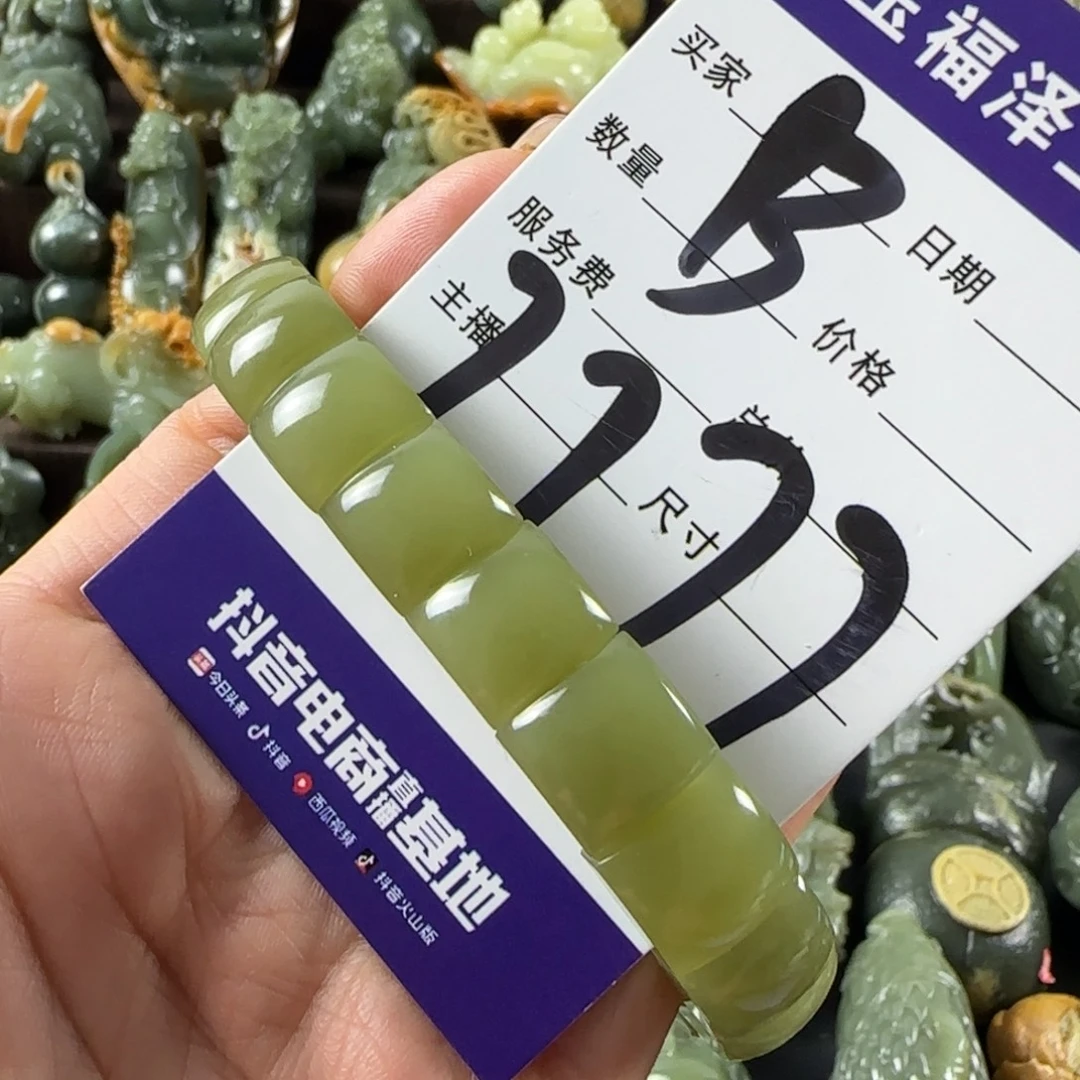 玉福泽
买家
日期
数量
价格
服务费
主播
尺寸
B
7777
抖音电商直播基地
今日头条 抖音 西瓜视频 抖音火山版